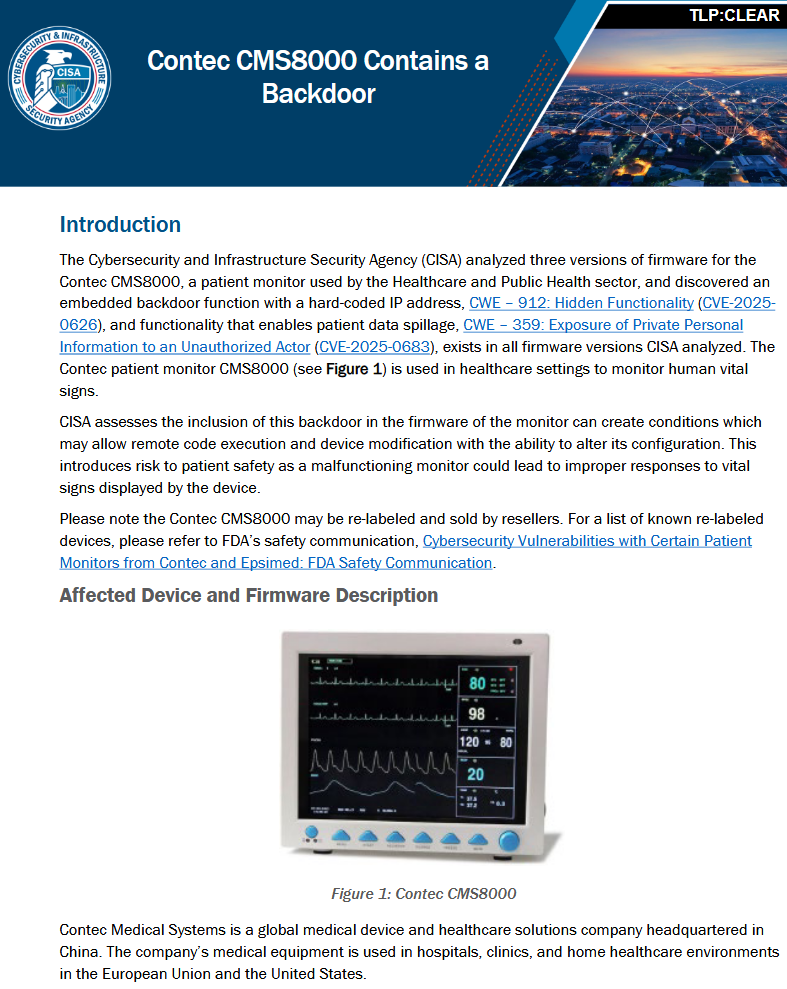 TLP:CLEAR
CYBERSECURITY & INFRASTRUCTURE
CISA
SECURITY AGENCY
Contec CMS8000 Contains a
Backdoor
Introduction
The Cybersecurity and Infrastructure Security Agency (CISA) analyzed three versions of firmware for the
Contec CMS8000, a patient monitor used by the Healthcare and Public Health sector, and discovered an
embedded backdoor function with a hard-coded IP address, CWE – 912: Hidden Functionality (CVE-2025-
0626), and functionality that enables patient data spillage, CWE – 359: Exposure of Private Personal
Information to an Unauthorized Actor (CVE-2025-0683), exists in all firmware versions CISA analyzed. The
Contec patient monitor CMS8000 (see Figure 1) is used in healthcare settings to monitor human vital
signs.
CISA assesses the inclusion of this backdoor in the firmware of the monitor can create conditions which
may allow remote code execution and device modification with the ability to alter its configuration. This
introduces risk to patient safety as a malfunctioning monitor could lead to improper responses to vital
signs displayed by the device.
Please note the Contec CMS8000 may be re-labeled and sold by resellers. For a list of known re-labeled
devices, please refer to FDA's safety communication, Cybersecurity Vulnerabilities with Certain Patient
Monitors from Contec and Epsimed: FDA Safety Communication.
Affected Device and Firmware Description
80
98
120 80
20
Figure 1: Contec CMS8000
Contec Medical Systems is a global medical device and healthcare solutions company headquartered in
China. The company's medical equipment is used in hospitals, clinics, and home healthcare environments
in the European Union and the United States.